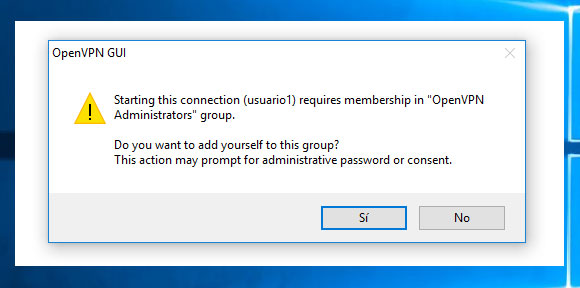 OpenVPN GUI
Starting this connection (usuario1) requires membership in "OpenVPN
Administrators" group.
Do you want to add yourself to this group?
This action may prompt for administrative password or consent.
Sí
No